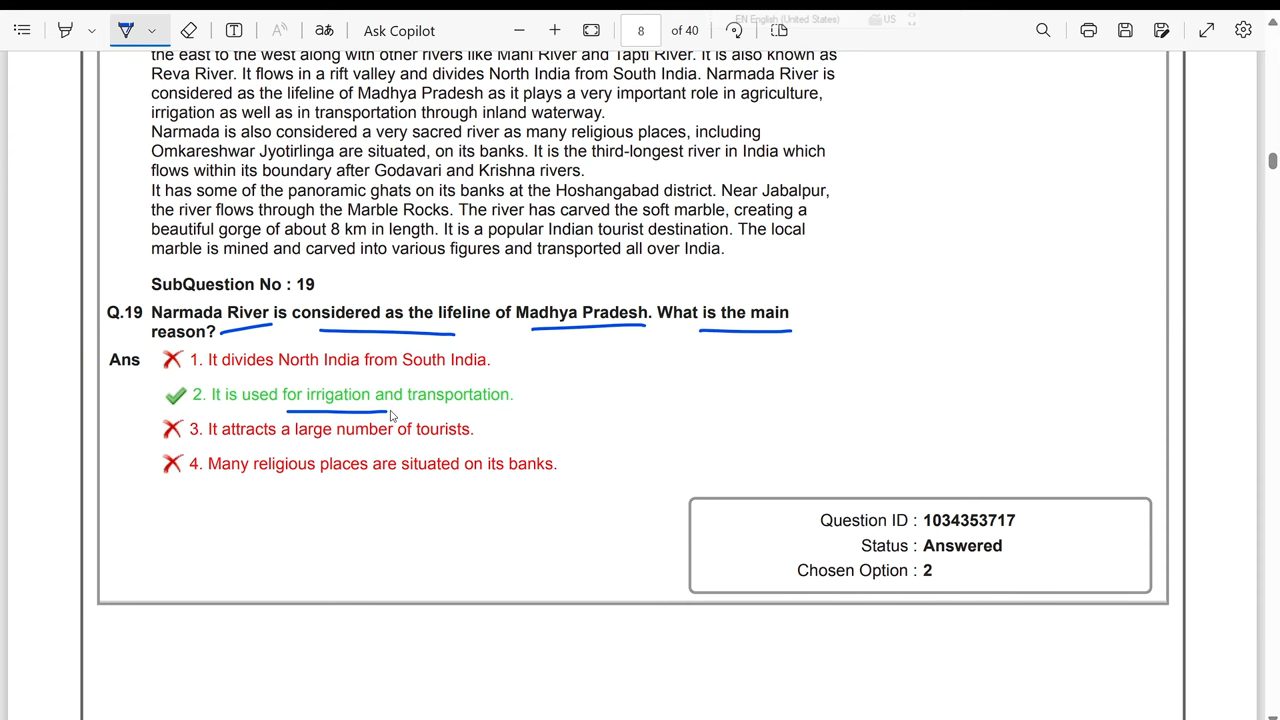 Ask Copilot
8 of 40
EN English (United States) US
the east to the west along with other rivers like Mahi River and Tapti River. It is also known as
Reva River. It flows in a rift valley and divides North India from South India. Narmada River is
considered as the lifeline of Madhya Pradesh as it plays a very important role in agriculture,
irrigation as well as in transportation through inland waterway.
Narmada is also considered a very sacred river as many religious places, including
Omkareshwar Jyotirlinga are situated, on its banks. It is the third-longest river in India which
flows within its boundary after Godavari and Krishna rivers.
It has some of the panoramic ghats on its banks at the Hoshangabad district. Near Jabalpur,
the river flows through the Marble Rocks. The river has carved the soft marble, creating a
beautiful gorge of about 8 km in length. It is a popular Indian tourist destination. The local
marble is mined and carved into various figures and transported all over India.
SubQuestion No : 19
Q.19 Narmada River is considered as the lifeline of Madhya Pradesh. What is the main
reason?
Ans 1. It divides North India from South India.
2. It is used for irrigation and transportation.
3. It attracts a large number of tourists.
4. Many religious places are situated on its banks.
Question ID : 1034353717
Status : Answered
Chosen Option : 2